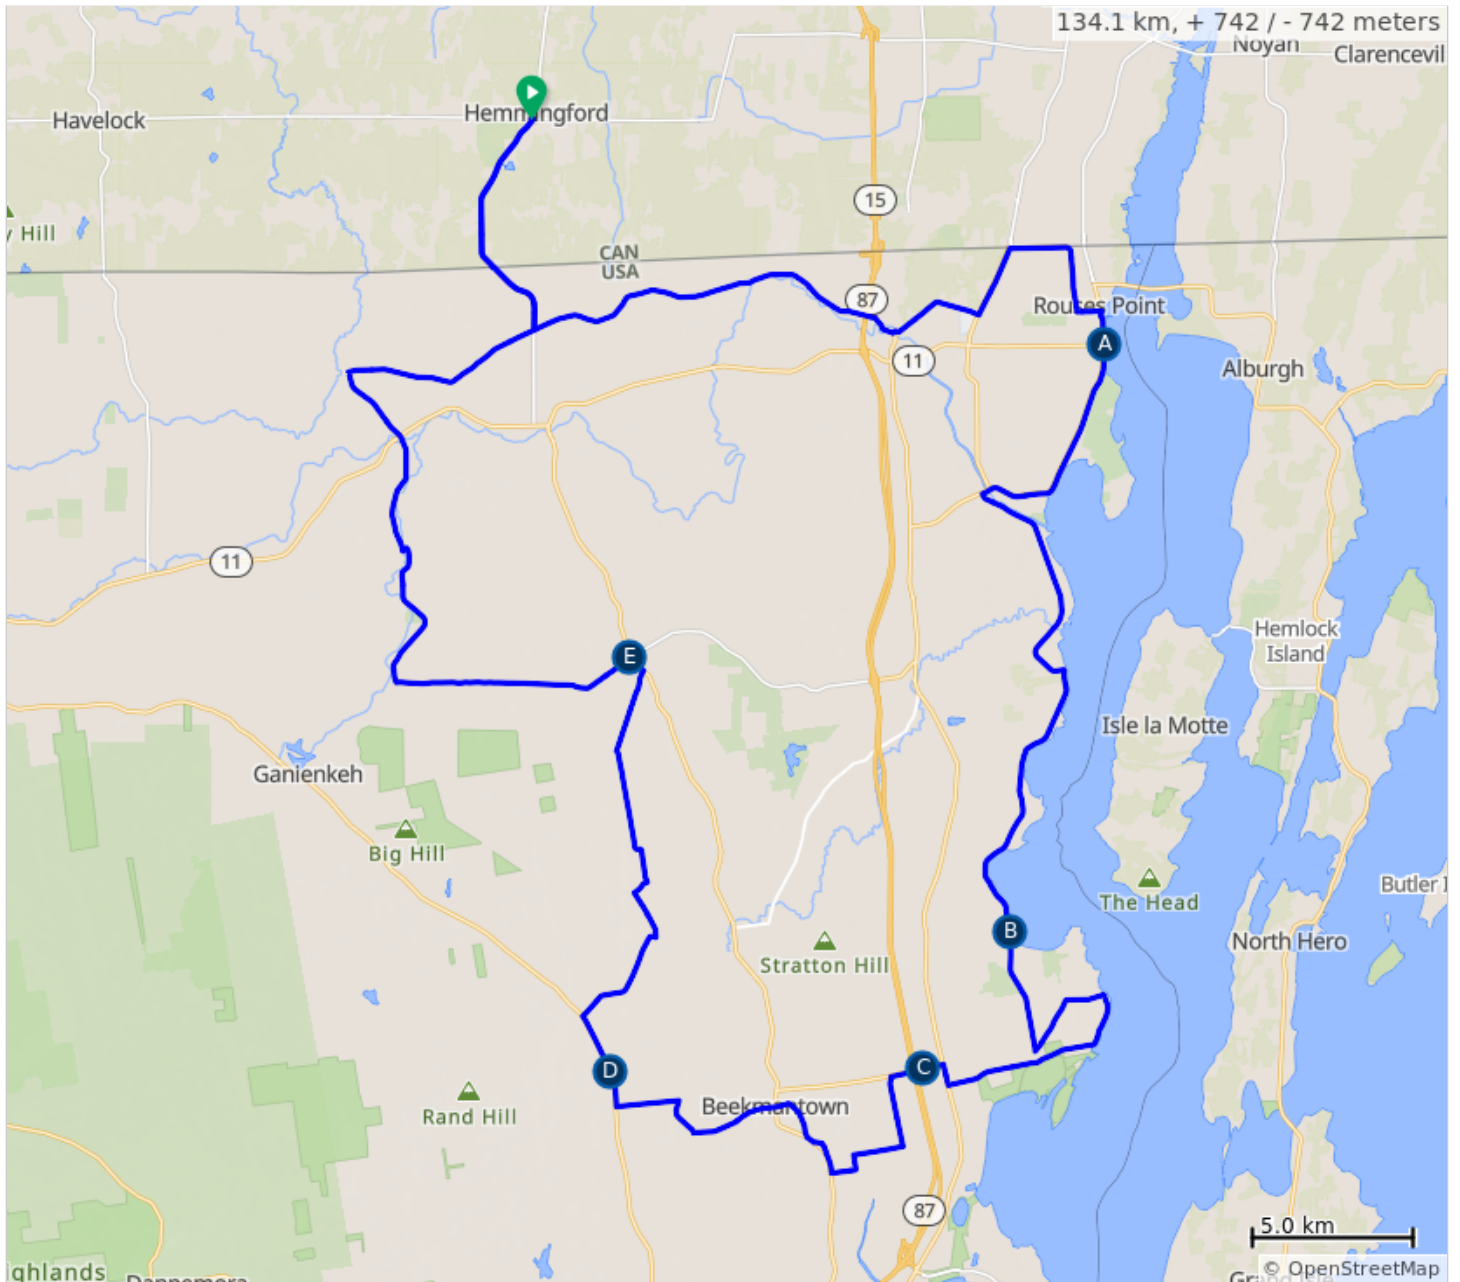 134.1 km, + 742 / - 742 meters
Noyan
Clarencevil
Havelock
Hemmingford
15
y Hill
CAN
USA
87
Rouses Point
A
11
Alburgh
11
Hemlock
Island
E
Isle la Motte
Ganienkeh
Big Hill
The Head
Butler I
B
North Hero
Stratton Hill
C
D
Beekmantown
Rand Hill
87
5.0 km
ghlands
Dannemora
© OpenStreetMap